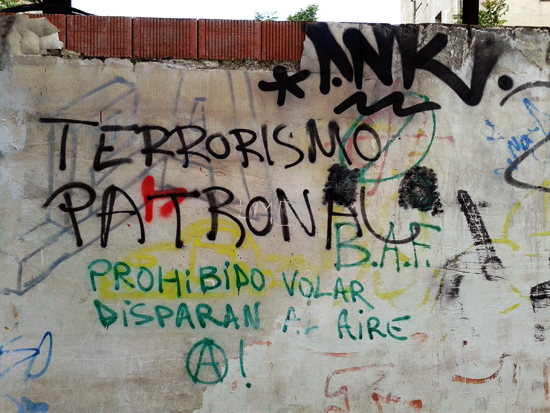 ANK.
TERRORISMO
PATRONAL
B.A.F.
PROHIBIDO VOLAR
DISPARAN AL AIRE
A!